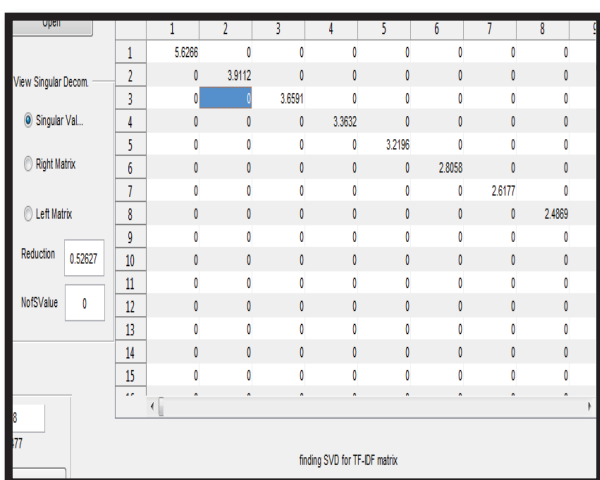 Open
1 2 3 4 5 6 7 8 9
1 5.6266 0 0 0 0 0 0 0
2 0 3.9112 0 0 0 0 0 0
View Singular Decom.
3 0 0 3.6591 0 0 0 0 0
Singular Val...
4 0 0 0 3.3632 0 0 0 0
5 0 0 0 0 3.2196 0 0 0
Right Matrix
6 0 0 0 0 0 2.8058 0 0
7 0 0 0 0 0 0 2.6177 0
Left Matrix
8 0 0 0 0 0 0 0 2.4869
9 0 0 0 0 0 0 0 0
Reduction 0.52627
10 0 0 0 0 0 0 0 0
11 0 0 0 0 0 0 0 0
NofSValue 0
12 0 0 0 0 0 0 0 0
13 0 0 0 0 0 0 0 0
14 0 0 0 0 0 0 0 0
15 0 0 0 0 0 0 0 0
8
77
finding SVD for TF-IDF matrix